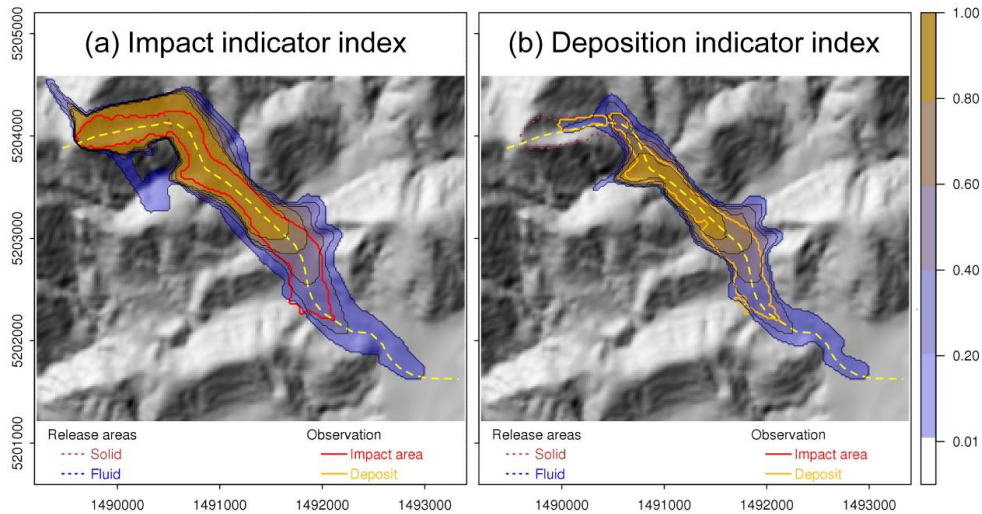 (a) Impact indicator index
(b) Deposition indicator index
5205000
5204000
5203000
5202000
5201000
1.00
0.80
0.60
0.40
0.20
0.01
Release areas
Solid
Fluid
Observation
Impact area
Deposit
Release areas
Solid
Fluid
Observation
Impact area
Deposit
1490000 1491000 1492000 1493000
1490000 1491000 1492000 1493000